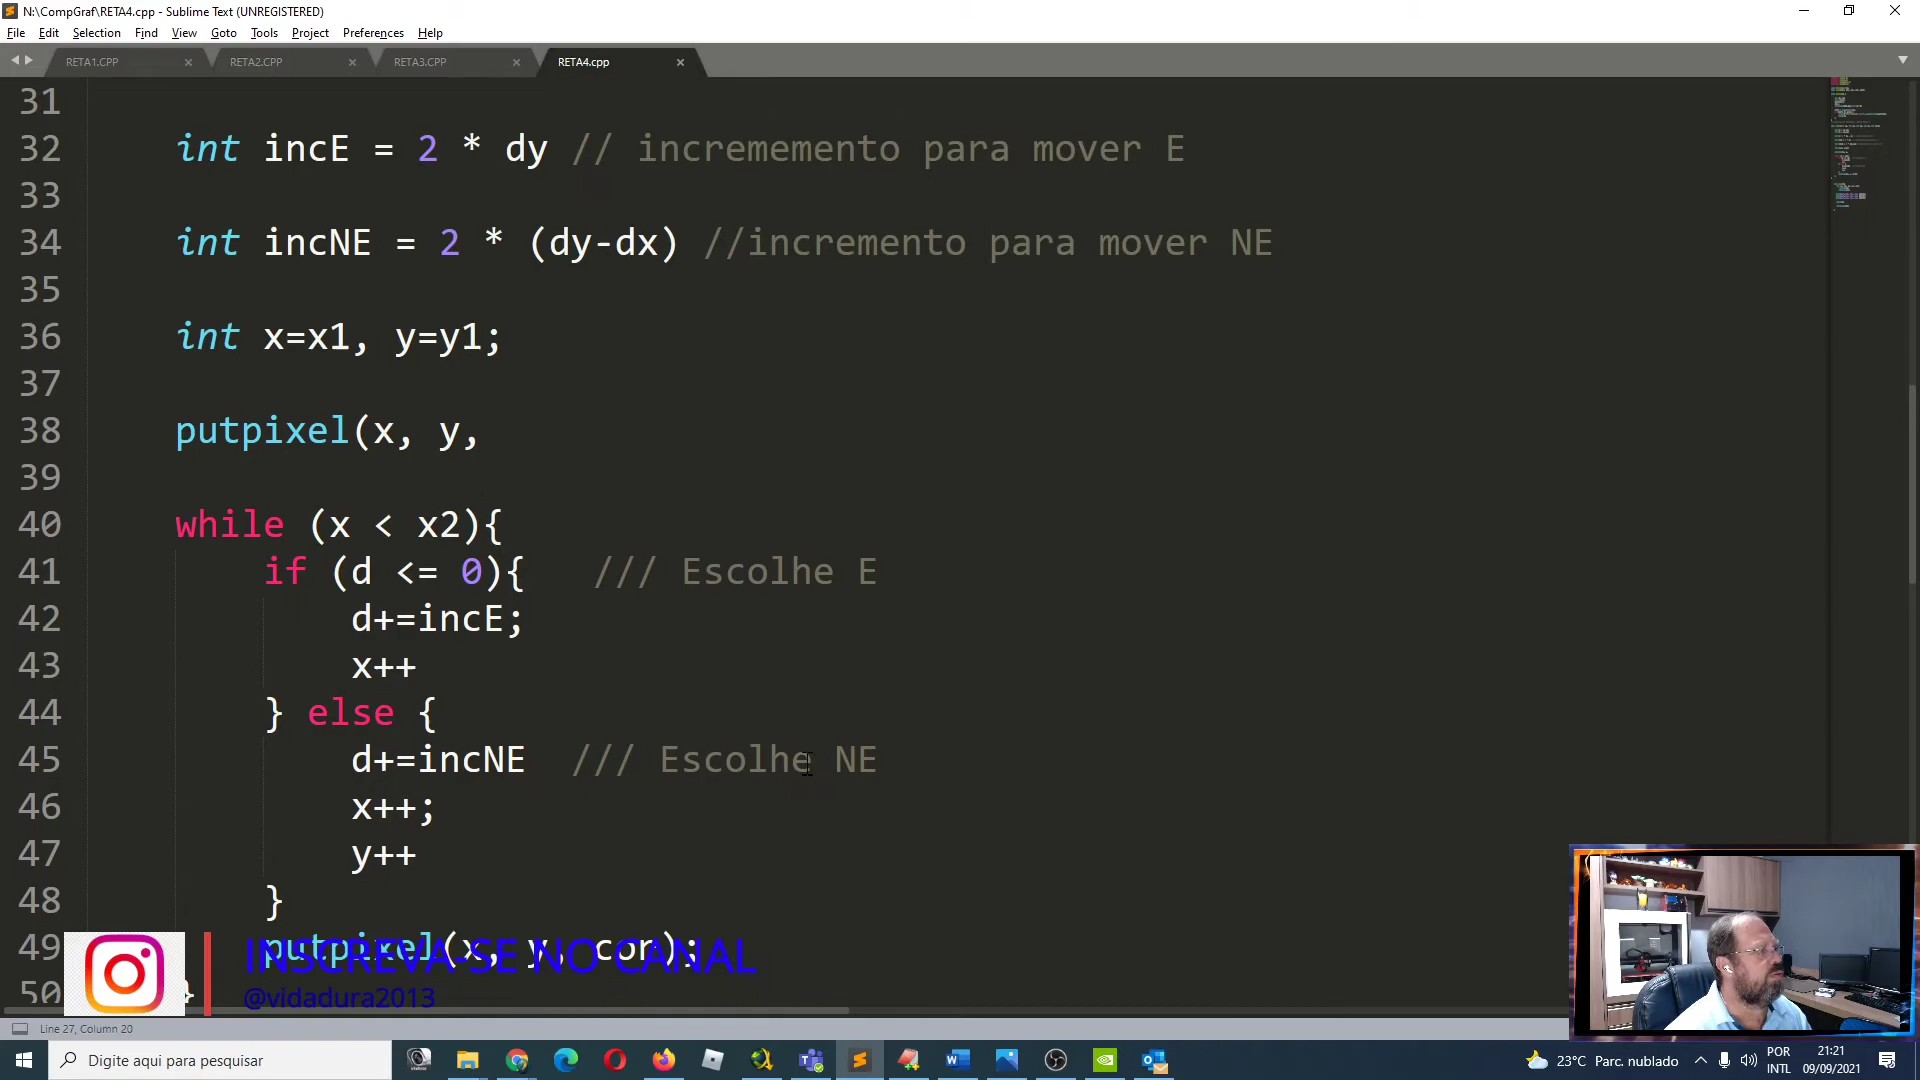 N:\CompGraf\RETA4.cpp - Sublime Text (UNREGISTERED)
File Edit Selection Find View Goto Tools Project Preferences Help
RETA1.CPP RETA2.CPP RETA3.CPP RETA4.cpp
31
32 int incE = 2 * dy // incrememento para mover E
33
34 int incNE = 2 * (dy-dx) //incremento para mover NE
35
36 int x=x1, y=y1;
37
38 putpixel(x, y,
39
40 while (x < x2){
41 if (d <= 0){ /// Escolhe E
42 d+=incE;
43 x++
44 } else {
45 d+=incNE /// Escolhe NE
46 x++;
47 y++
48 }
49 putpixel(x, y, cor);
INSCREVA-SE NO CANAL
50 }
@vidadura2013
Line 27, Column 20
Digite aqui para pesquisar
23°C Parc. nublado
POR
INTL
21:21
09/09/2021